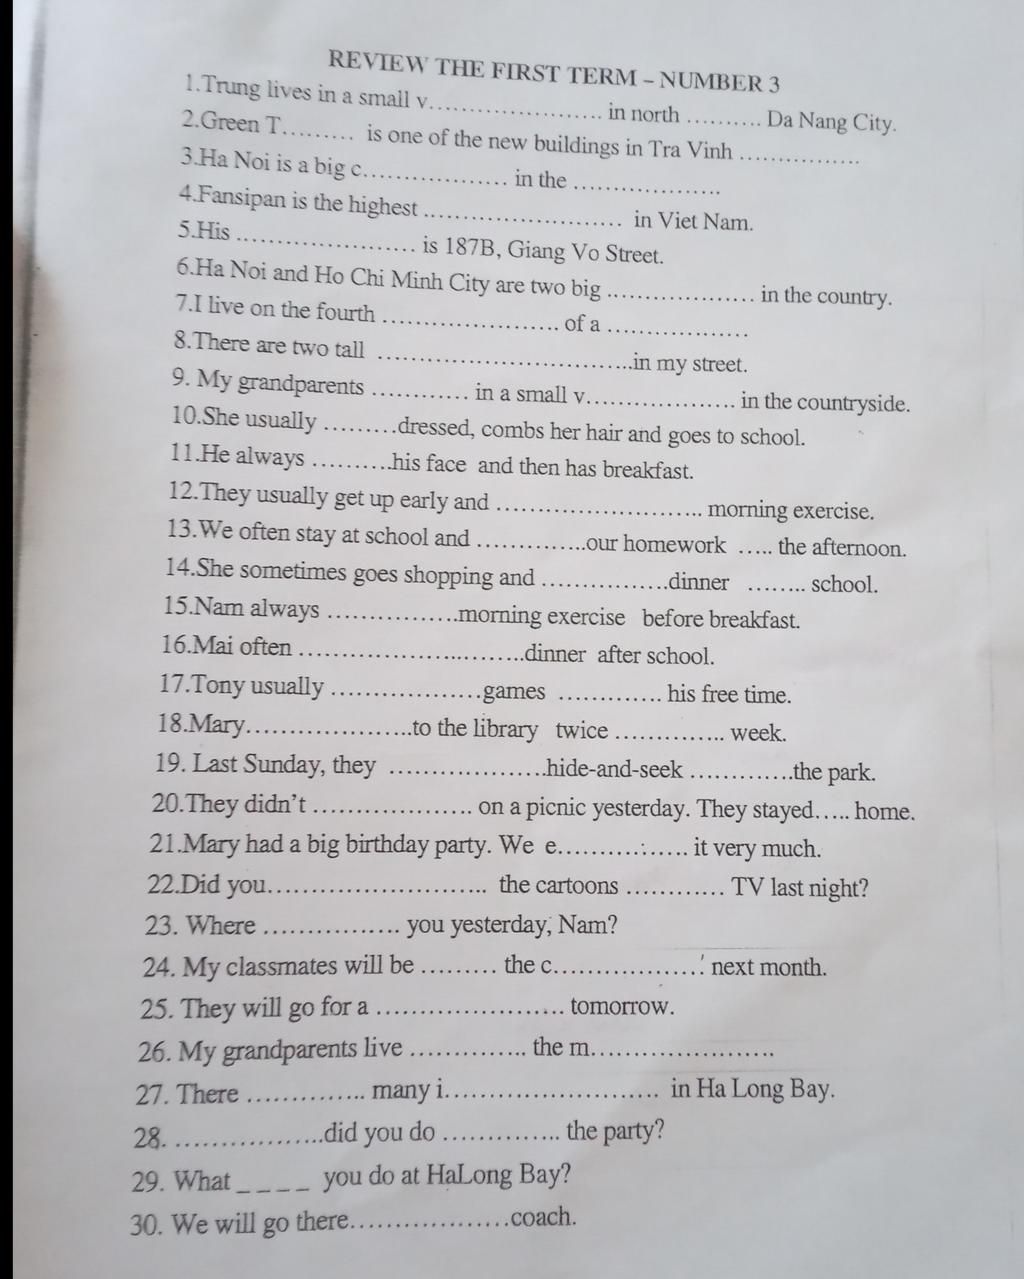 REVIEW THE FIRST TERM – NUMBER 3
1.Trung lives in a small v..................... in north .......... Da Nang City.
2.Green T......... is one of the new buildings in Tra Vinh ...............
3.Ha Noi is a big c.................. in the ...................
4.Fansipan is the highest ........................ in Viet Nam.
5.His ..................... is 187B, Giang Vo Street.
6.Ha Noi and Ho Chi Minh City are two big .................. in the country.
7.I live on the fourth ..................... of a .................
8.There are two tall ...............................in my street.
9. My grandparents ............ in a small v.................. in the countryside.
10.She usually .........dressed, combs her hair and goes to school.
11.He always ..........his face and then has breakfast.
12.They usually get up early and ......................... morning exercise.
13.We often stay at school and .............our homework ..... the afternoon.
14.She sometimes goes shopping and ...............dinner ........ school.
15.Nam always ................morning exercise before breakfast.
16.Mai often ...........................dinner after school.
17.Tony usually ..................games ............. his free time.
18.Mary....................to the library twice ............. week.
19. Last Sunday, they ...................hide-and-seek .............the park.
20.They didn't ................... on a picnic yesterday. They stayed..... home.
21.Mary had a big birthday party. We e................ it very much.
22.Did you.......................... the cartoons ............ TV last night?
23. Where ................ you yesterday, Nam?
24. My classmates will be ......... the c.................. next month.
25. They will go for a ...................... tomorrow.
26. My grandparents live .............. the m......................
27. There .............. many i.......................... in Ha Long Bay.
28. ..................did you do .............. the party?
29. What _ _ _ _ you do at HaLong Bay?
30. We will go there...................coach.